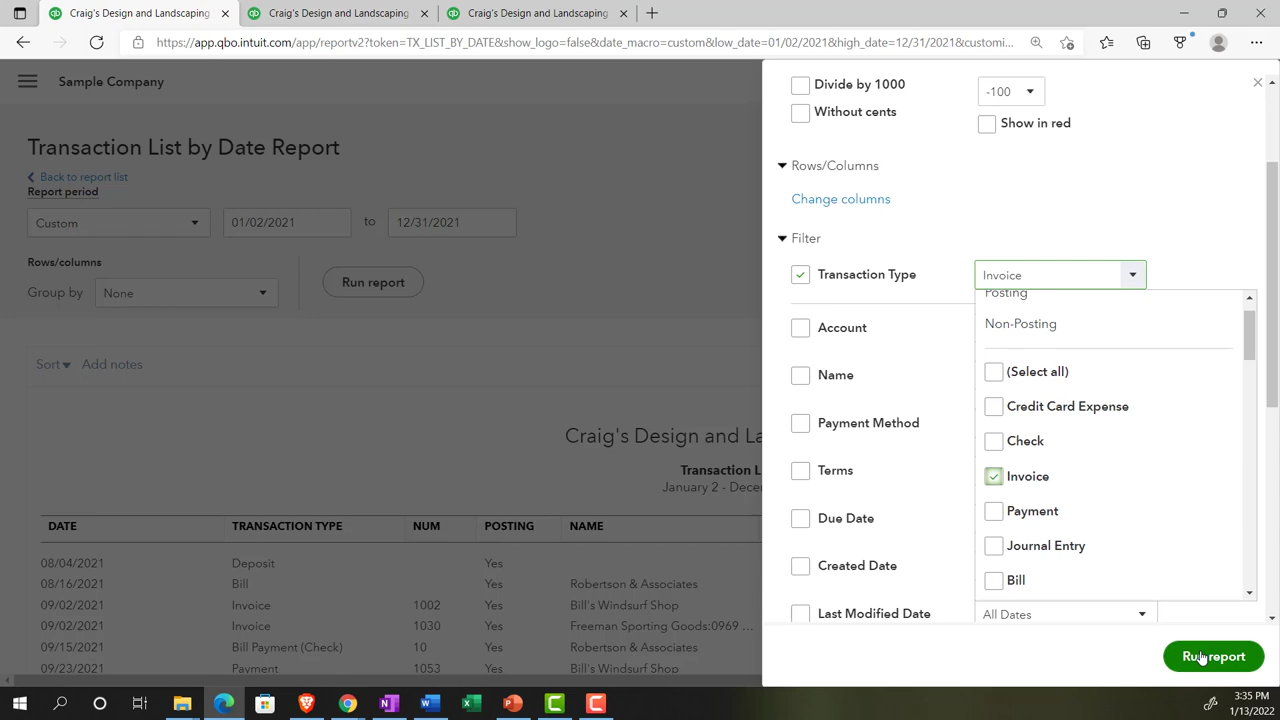 Craig's Design and Landscaping
Craig's Design and Landscaping
Craig's Design and Landscaping
https://app.qbo.intuit.com/app/reportv2?token=TX_LIST_BY_DATE&show_logo=false&date_macro=custom&low_date=01/02/2021&high_date=12/31/2021&customi...
Sample Company
Transaction List by Date Report
Back to report list
Report period
Custom
01/02/2021
to
12/31/2021
Rows/columns
Group by
None
Run report
Sort
Add notes
Craig's Design and La
Transaction L
January 2 - Decem
DATE TRANSACTION TYPE NUM POSTING NAME
08/04/2021 Deposit Yes
08/16/2021 Bill Yes Robertson & Associates
09/02/2021 Invoice 1002 Yes Bill's Windsurf Shop
09/02/2021 Invoice 1030 Yes Freeman Sporting Goods:0969 ...
09/15/2021 Bill Payment (Check) 10 Yes Robertson & Associates
09/23/2021 Payment 1053 Yes Bill's Windsurf Shop
Divide by 1000
-100
Without cents
Show in red
Rows/Columns
Change columns
Filter
Transaction Type
Invoice
Posting
Non-Posting
Account
(Select all)
Name
Credit Card Expense
Payment Method
Check
Terms
Invoice
Due Date
Payment
Created Date
Journal Entry
Bill
Last Modified Date
All Dates
Run report
3:35 PM
1/13/2022